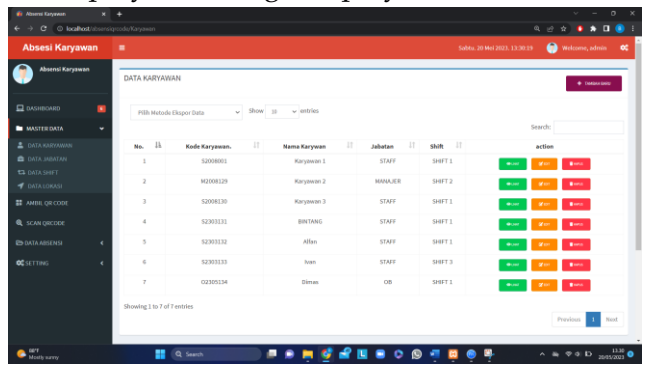 Absensi Karyawan
localhost/absensiqrcode/Karyawan
Absesi Karyawan
Sabtu, 20 Mei 2023, 13:30:19
Welcome, admin
Absensi Karyawan
DASHBOARD
MASTER DATA
DATA KARYAWAN
DATA JABATAN
DATA SHIFT
DATA LOKASI
AMBIL QR CODE
SCAN QRCODE
DATA ABSENSI
SETTING
DATA KARYAWAN
Pilih Metode Ekspor Data
Show 10 entries
Search:
No. Kode Karyawan. Nama Karywan Jabatan Shift action
1 S2008001 Karyawan 1 STAFF SHIFT 1
2 M2008129 Karyawan 2 MANAJER SHIFT 2
3 S2008130 Karyawan 3 STAFF SHIFT 1
4 S2303131 BINTANG STAFF SHIFT 1
5 S2303132 Alfian STAFF SHIFT 1
6 S2303133 Ivan STAFF SHIFT 3
7 O2305134 Dimas OB SHIFT 1
Showing 1 to 7 of 7 entries
Previous 1 Next
Mostly sunny
Search
13.30
20/05/2023